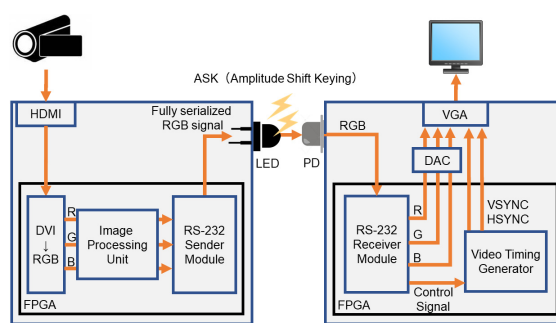 ASK (Amplitude Shift Keying)
HDMI
Fully serialized
RGB signal
LED
PD
RGB
VGA
DAC
DVI
↓
RGB
R
G
B
Image
Processing
Unit
RS-232
Sender
Module
FPGA
RS-232
Receiver
Module
R
G
B
VSYNC
HSYNC
Video Timing
Generator
Control
Signal
FPGA